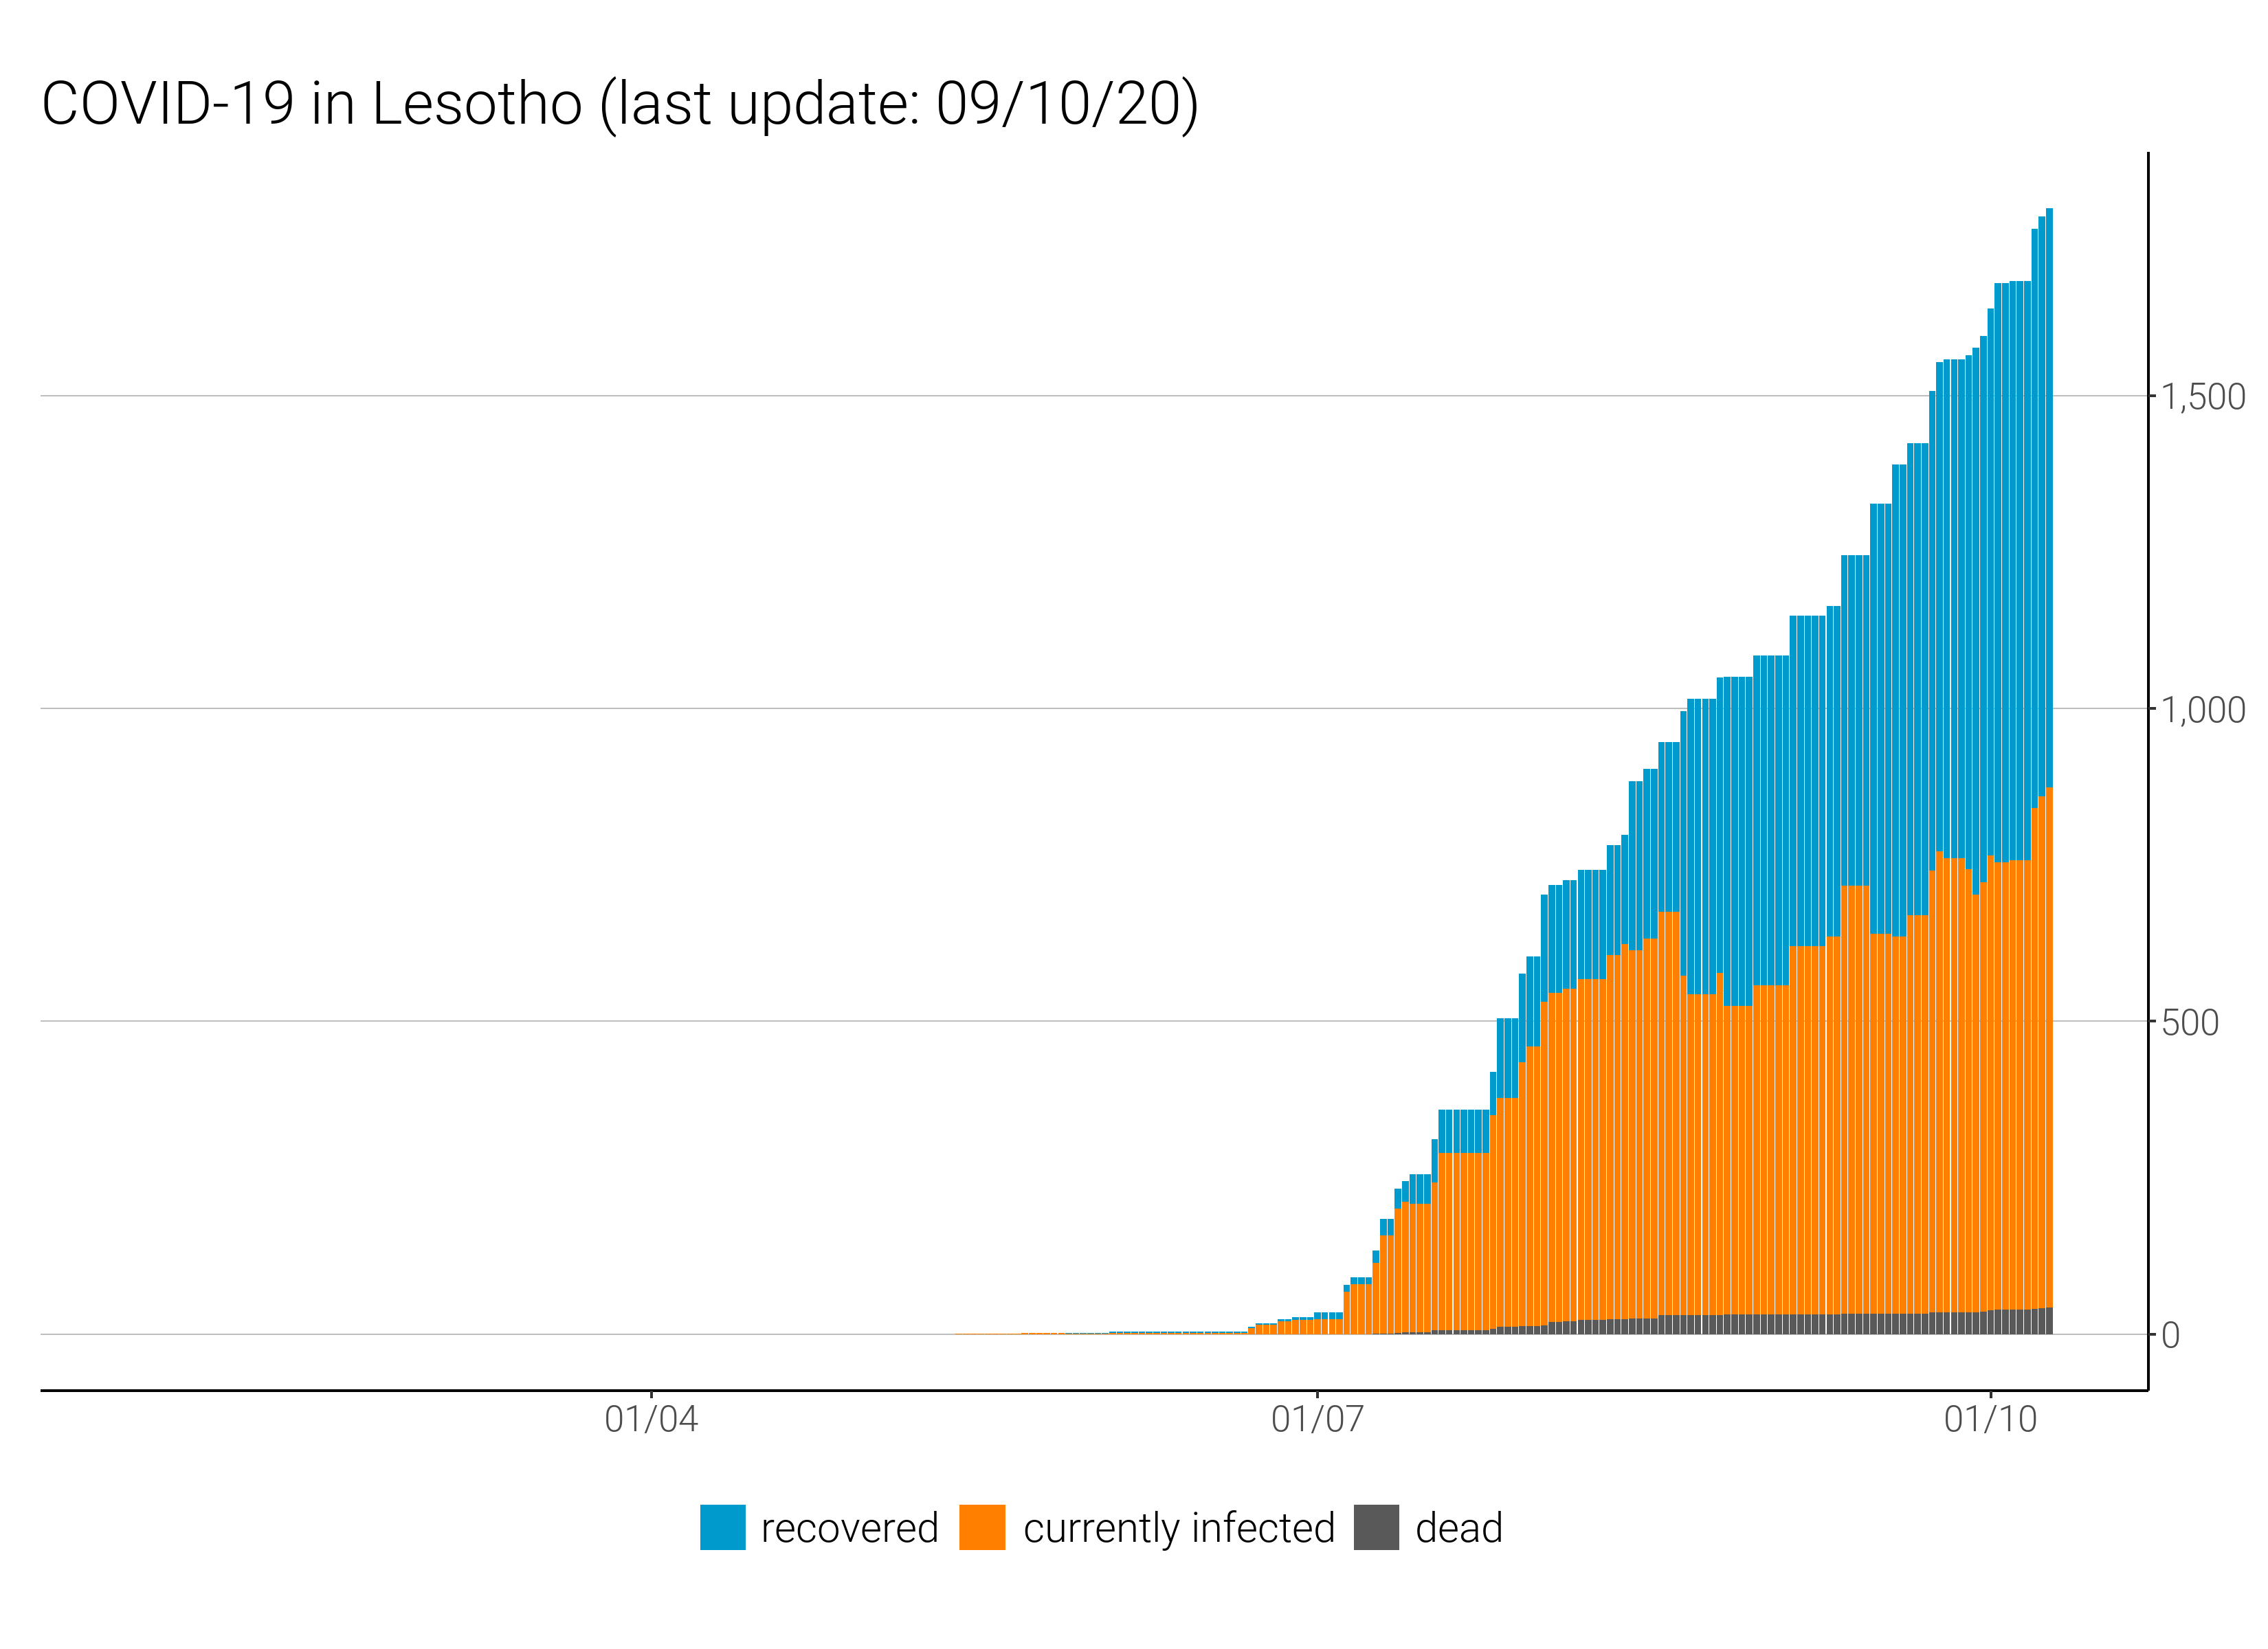 COVID-19 in Lesotho (last update: 09/10/20)
1,500
1,000
500
0
01/04 01/07 01/10
recovered currently infected dead